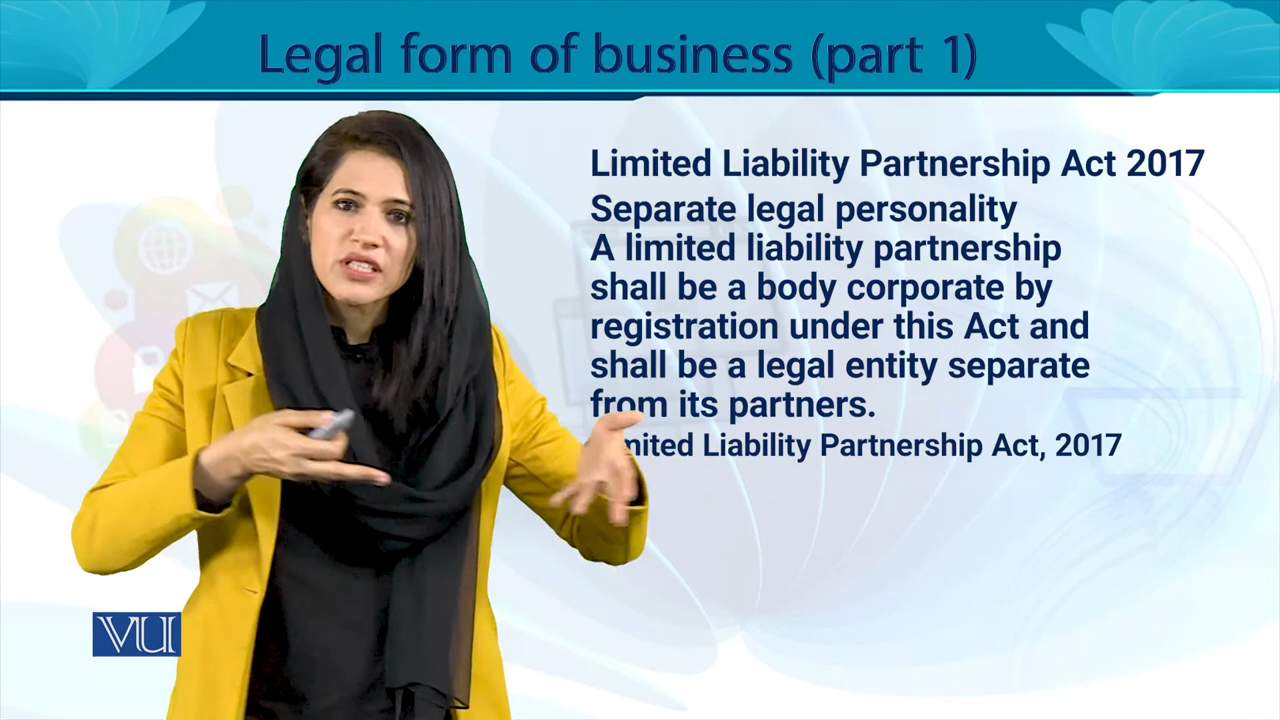 Legal form of business (part 1)
Limited Liability Partnership Act 2017
Separate legal personality
A limited liability partnership
shall be a body corporate by
registration under this Act and
shall be a legal entity separate
from its partners.
Liability Partnership Act, 2017
VU